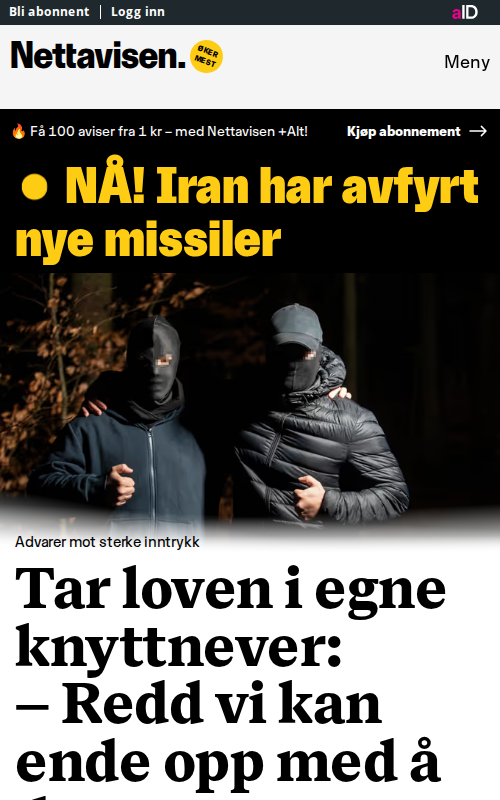 Bli abonnent | Logg inn
aID
Nettavisen.
ØKER
MEST
Meny
🔥 Få 100 aviser fra 1 kr – med Nettavisen +Alt!
Kjøp abonnement →
● NÅ! Iran har avfyrt
nye missiler
Advarer mot sterke inntrykk
Tar loven i egne
knyttnever:
– Redd vi kan
ende opp med å